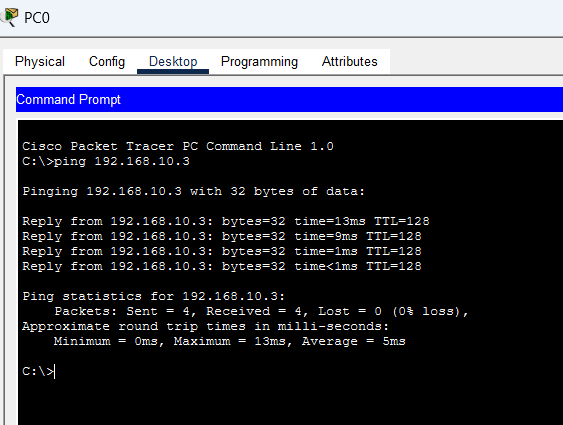 PC0
Physical Config Desktop Programming Attributes
Command Prompt
Cisco Packet Tracer PC Command Line 1.0
C:\>ping 192.168.10.3
Pinging 192.168.10.3 with 32 bytes of data:
Reply from 192.168.10.3: bytes=32 time=13ms TTL=128
Reply from 192.168.10.3: bytes=32 time=9ms TTL=128
Reply from 192.168.10.3: bytes=32 time=1ms TTL=128
Reply from 192.168.10.3: bytes=32 time<1ms TTL=128
Ping statistics for 192.168.10.3:
Packets: Sent = 4, Received = 4, Lost = 0 (0% loss),
Approximate round trip times in milli-seconds:
Minimum = 0ms, Maximum = 13ms, Average = 5ms
C:\>